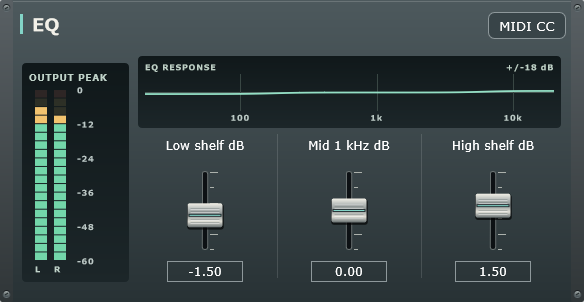 EQ
MIDI CC
OUTPUT PEAK
0
-12
-24
-36
-48
-60
L R
EQ RESPONSE +/-18 dB
100 1k 10k
Low shelf dB Mid 1 kHz dB High shelf dB
-1.50 0.00 1.50